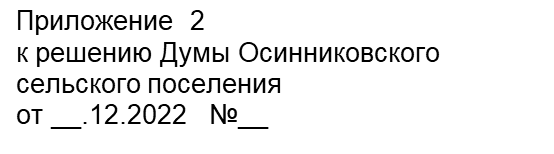 Приложение 2
к решению Думы Осинниковского
сельского поселения
от __.12.2022 №__